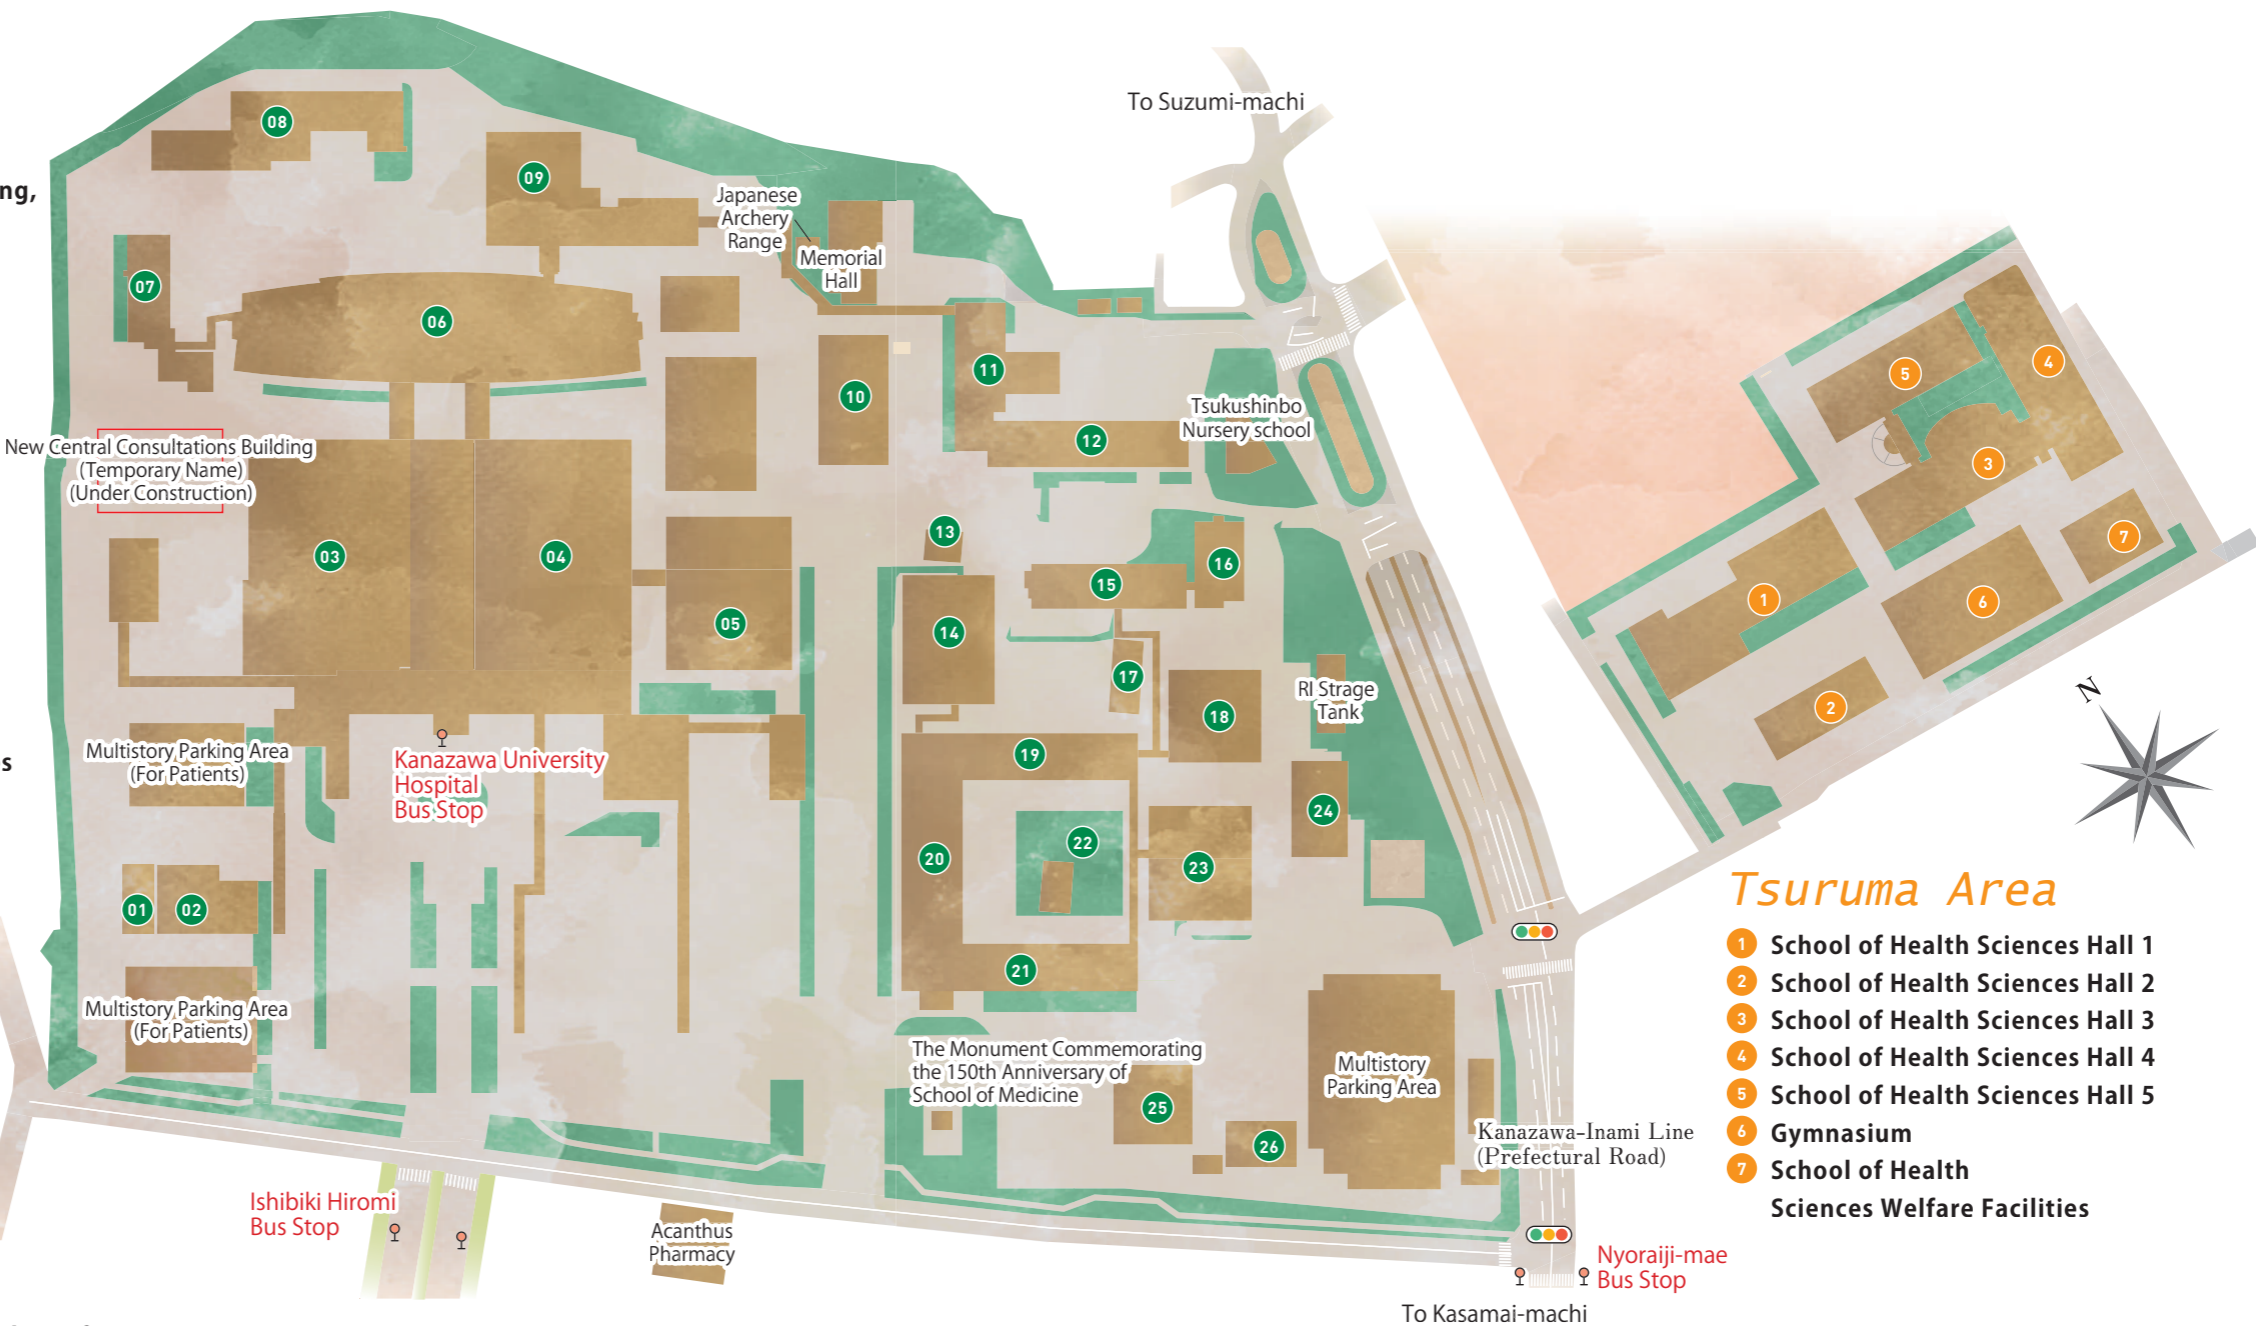 To Suzumi-machi
08
ng,
09
Japanese
Archery
Range
Memorial
Hall
07
06
11
10
Tsukushinbo
Nursery school
12
New Central Consultations Building
(Temporary Name)
(Under Construction)
03
04
13
16
15
05
14
17
RI Strage
Tank
18
Multistory Parking Area
(For Patients)
s
Kanazawa University
Hospital
Bus Stop
19
24
22
20
23
01
02
21
Multistory Parking Area
(For Patients)
The Monument Commemorating
the 150th Anniversary of
School of Medicine
25
26
Multistory
Parking Area
Kanazawa-Inami Line
(Prefectural Road)
Ishibiki Hiromi
Bus Stop
Acanthus
Pharmacy
Nyoraiji-mae
Bus Stop
To Kasamai-machi
5
4
3
7
1
6
2
N
Tsuruma Area
1 School of Health Sciences Hall 1
2 School of Health Sciences Hall 2
3 School of Health Sciences Hall 3
4 School of Health Sciences Hall 4
5 School of Health Sciences Hall 5
6 Gymnasium
7 School of Health
Sciences Welfare Facilities